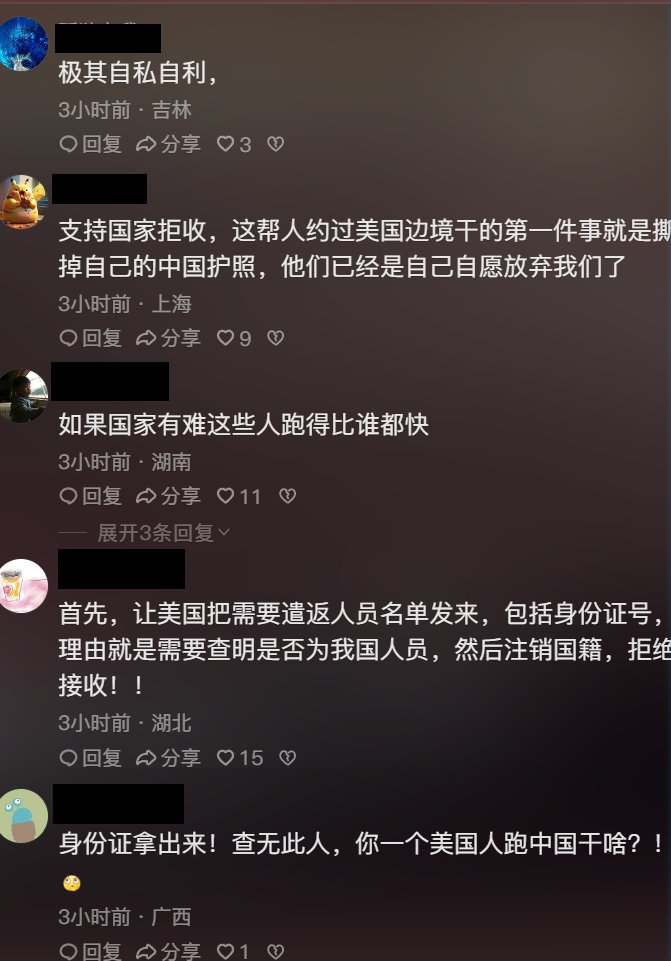 极其自私自利，
3小时前 · 吉林
回复 分享 3
支持国家拒收，这帮人约过美国边境干的第一件事就是撕
掉自己的中国护照，他们已经是自己自愿放弃我们了
3小时前 · 上海
回复 分享 9
如果国家有难这些人跑得比谁都快
3小时前 · 湖南
回复 分享 11
展开3条回复
首先，让美国把需要遣返人员名单发来，包括身份证号，
理由就是需要查明是否为我国人员，然后注销国籍，拒绝
接收！！
3小时前 · 湖北
回复 分享 15
身份证拿出来！查无此人，你一个美国人跑中国干啥？！
🙄
3小时前 · 广西
回复 分享 1